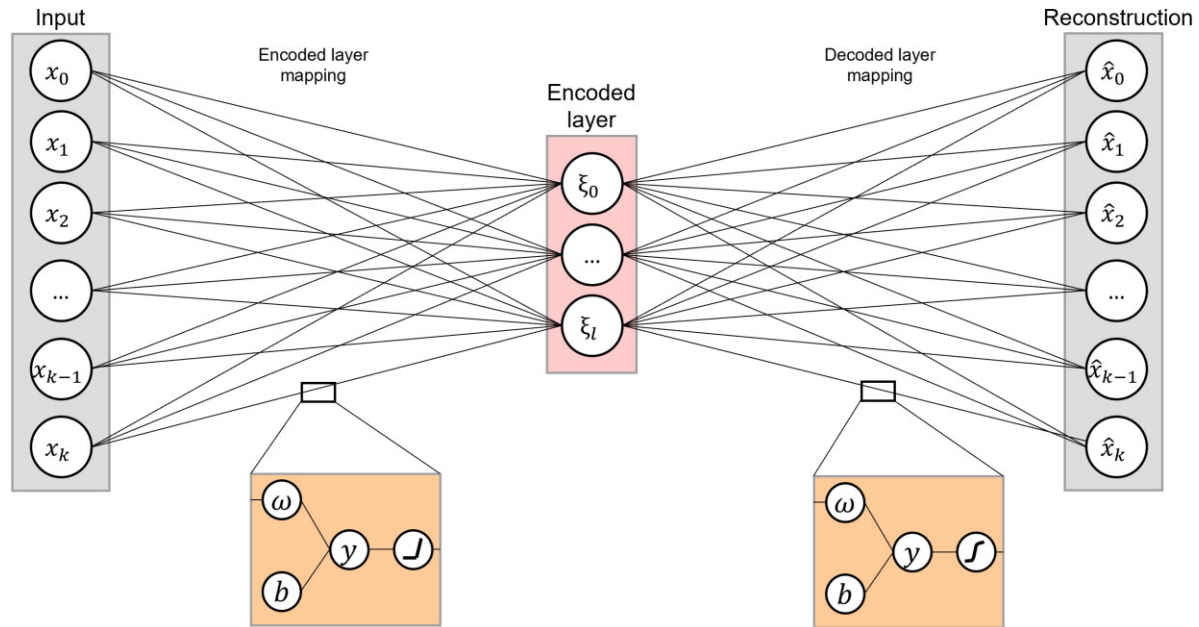 Input
Reconstruction
Encoded layer
mapping
Decoded layer
mapping
Encoded
layer
x₀
x₁
x₂
...
xₖ₋₁
xₖ
ξ₀
...
ξₗ
x̂₀
x̂₁
x̂₂
...
x̂ₖ₋₁
x̂ₖ
ω
y
b
ω
y
b